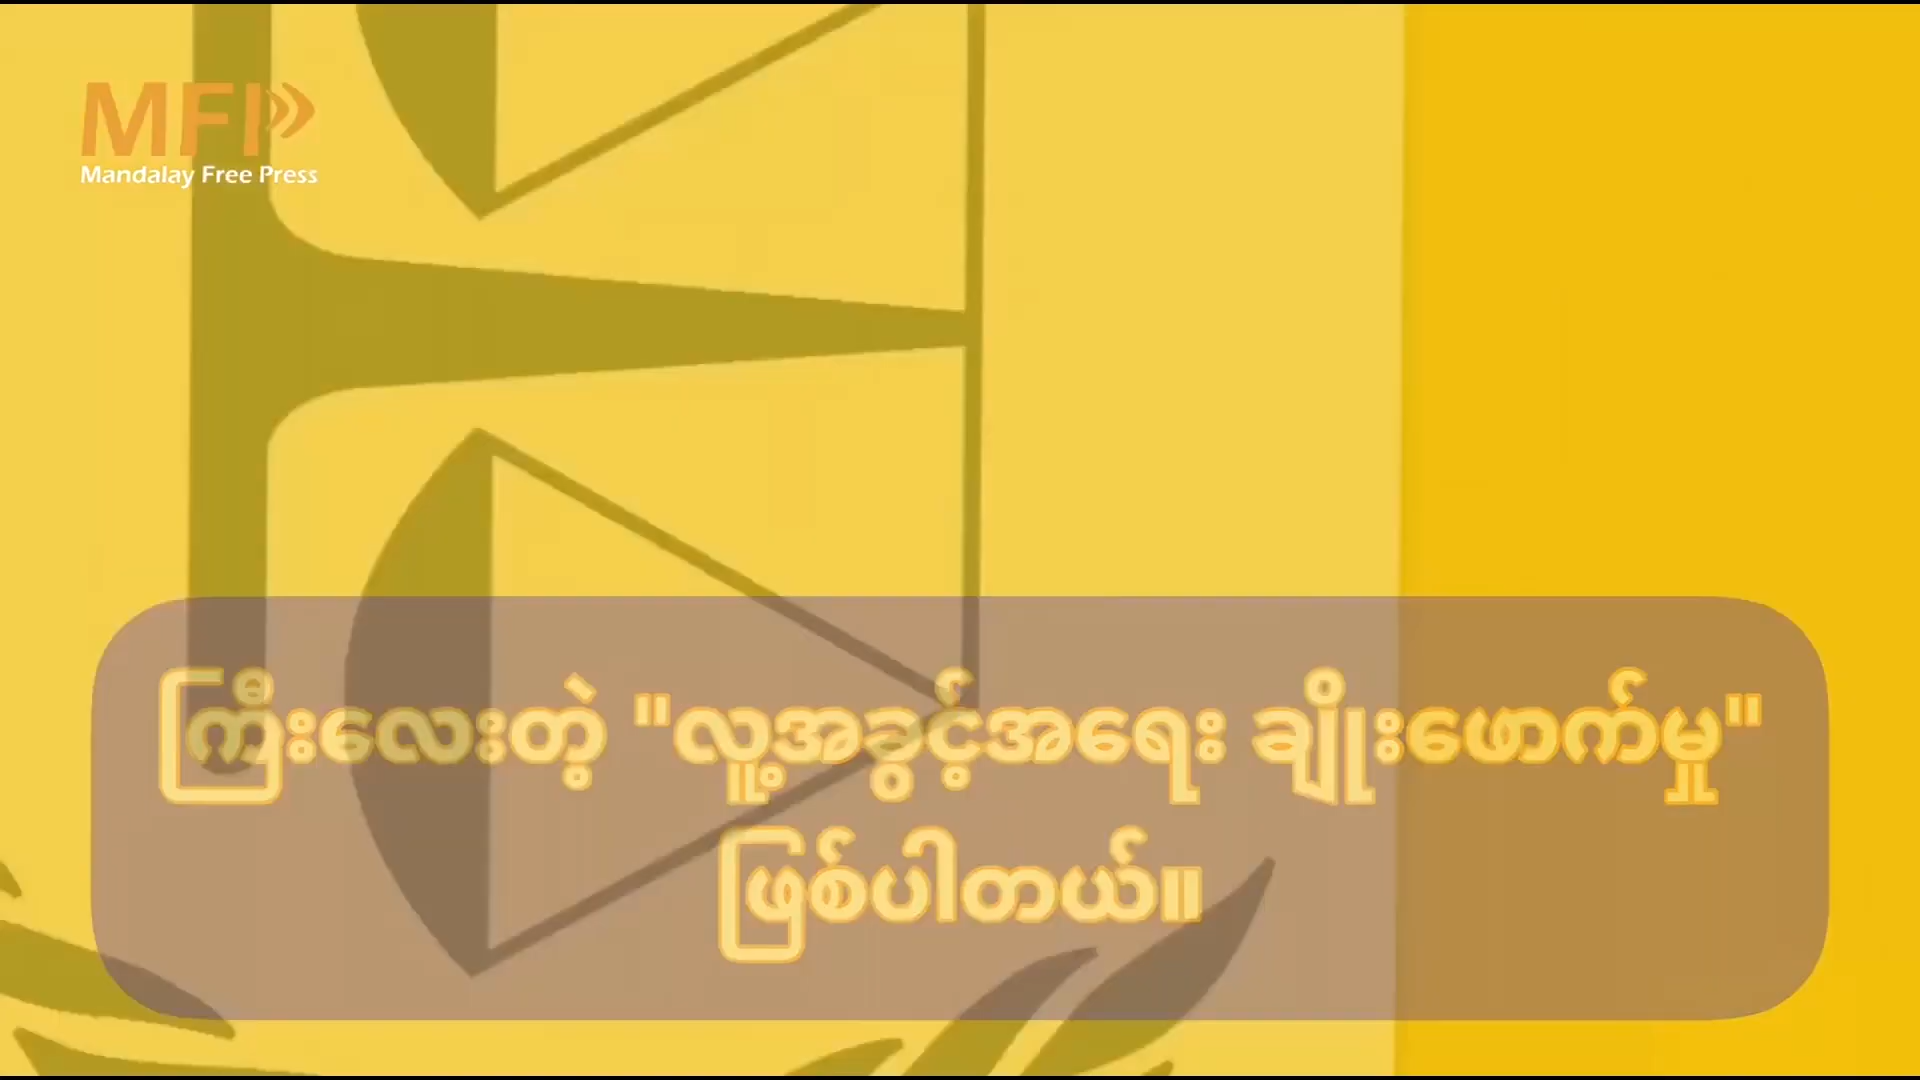 MFP
Mandalay Free Press
ကြီးလေးတဲ့ "လူ့အခွင့်အရေး ချိုးဖောက်မှု"
ဖြစ်ပါတယ်။